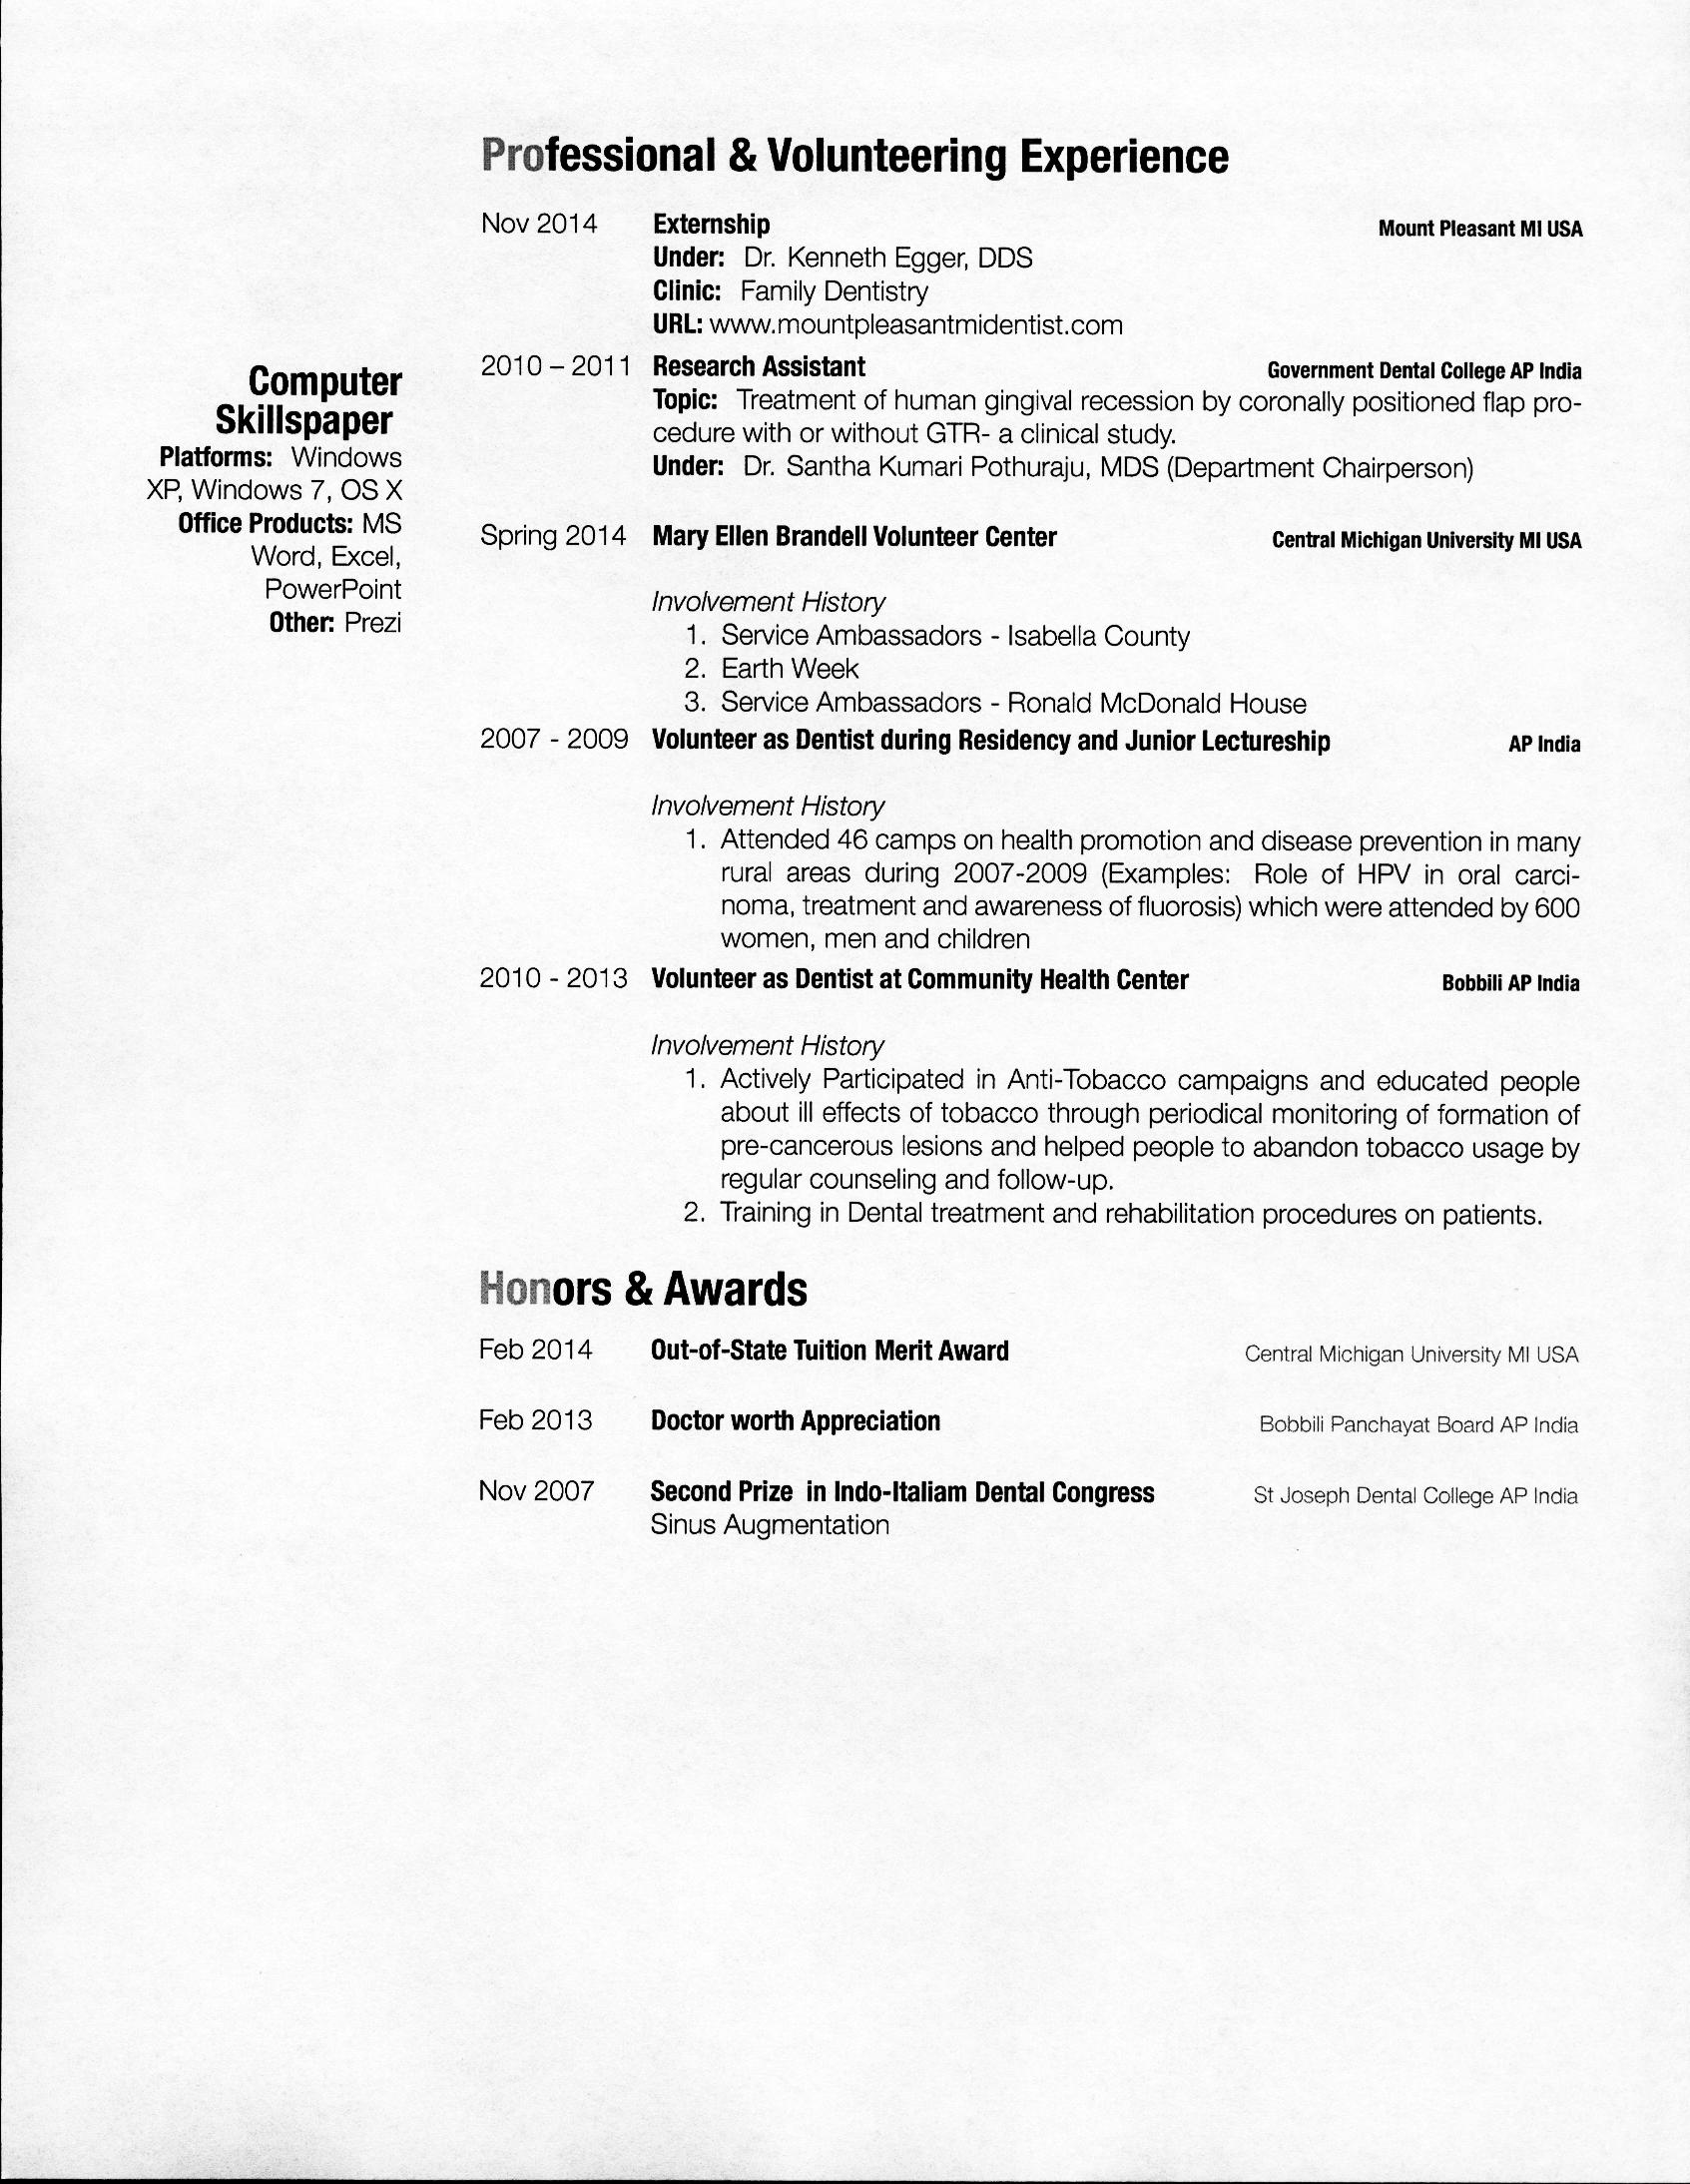 Professional & Volunteering Experience
Nov 2014 Externship Mount Pleasant MI USA
Under: Dr. Kenneth Egger, DDS
Clinic: Family Dentistry
URL: www.mountpleasantmidentist.com
Computer
Skillspaper
Platforms: Windows
XP, Windows 7, OS X
Office Products: MS
Word, Excel,
PowerPoint
Other: Prezi
2010 – 2011 Research Assistant Government Dental College AP India
Topic: Treatment of human gingival recession by coronally positioned flap pro-
cedure with or without GTR- a clinical study.
Under: Dr. Santha Kumari Pothuraju, MDS (Department Chairperson)
Spring 2014 Mary Ellen Brandell Volunteer Center Central Michigan University MI USA
Involvement History
1. Service Ambassadors - Isabella County
2. Earth Week
3. Service Ambassadors - Ronald McDonald House
2007 - 2009 Volunteer as Dentist during Residency and Junior Lectureship AP India
Involvement History
1. Attended 46 camps on health promotion and disease prevention in many
rural areas during 2007-2009 (Examples: Role of HPV in oral carci-
noma, treatment and awareness of fluorosis) which were attended by 600
women, men and children
2010 - 2013 Volunteer as Dentist at Community Health Center Bobbili AP India
Involvement History
1. Actively Participated in Anti-Tobacco campaigns and educated people
about ill effects of tobacco through periodical monitoring of formation of
pre-cancerous lesions and helped people to abandon tobacco usage by
regular counseling and follow-up.
2. Training in Dental treatment and rehabilitation procedures on patients.
Honors & Awards
Feb 2014 Out-of-State Tuition Merit Award Central Michigan University MI USA
Feb 2013 Doctor worth Appreciation Bobbili Panchayat Board AP India
Nov 2007 Second Prize in Indo-Italiam Dental Congress St Joseph Dental College AP India
Sinus Augmentation